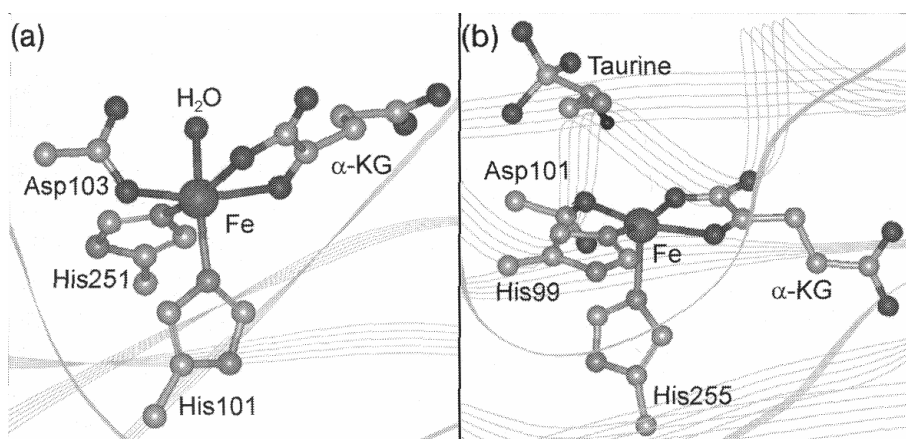 (a)
H2O
α-KG
Asp103
Fe
His251
His101
(b)
Taurine
Asp101
Fe
His99
α-KG
His255